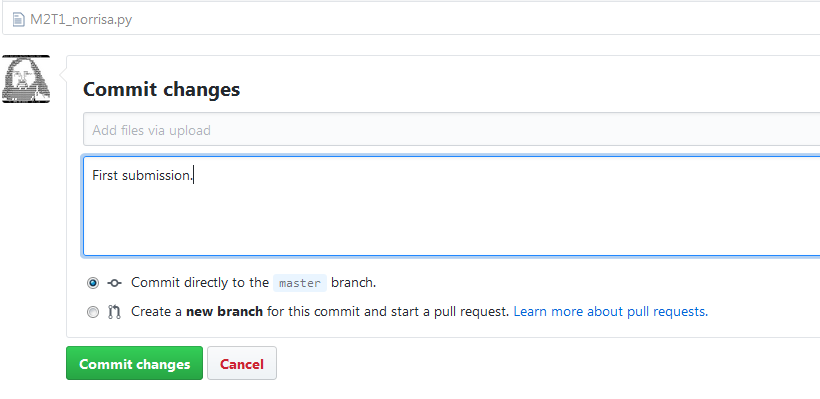 M2T1_norrisa.py
Commit changes
Add files via upload
First submission.
Commit directly to the master branch.
Create a new branch for this commit and start a pull request. Learn more about pull requests.
Commit changes Cancel